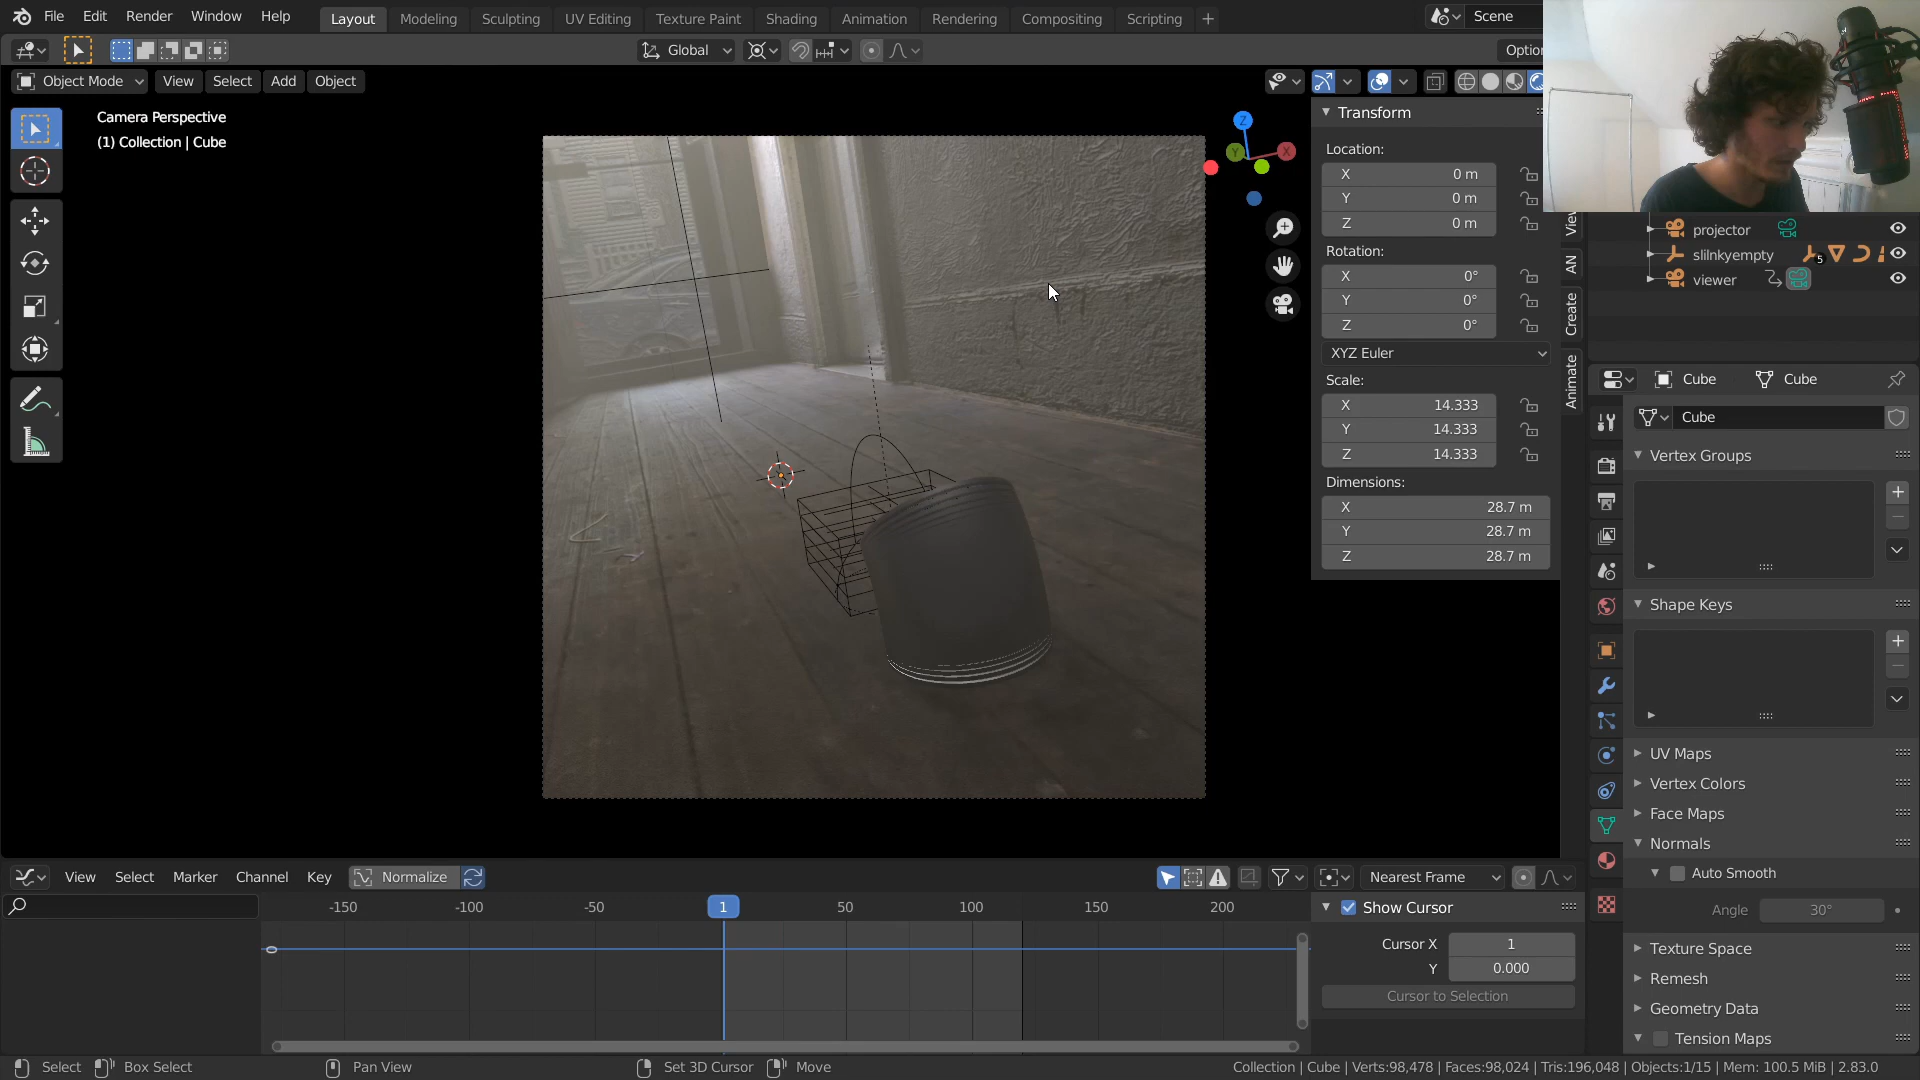 File Edit Render Window Help
Layout Modeling Sculpting UV Editing Texture Paint Shading Animation Rendering Compositing Scripting +
Scene
Global
Object Mode View Select Add Object
Camera Perspective
(1) Collection | Cube
Z
Y
X
Transform
Location:
X 0 m
Y 0 m
Z 0 m
Rotation:
X 0°
Y 0°
Z 0°
XYZ Euler
Scale:
X 14.333
Y 14.333
Z 14.333
Dimensions:
X 28.7 m
Y 28.7 m
Z 28.7 m
AN
Create
Animate
projector
slilnkyempty 5
viewer
Cube Cube
Cube
Vertex Groups
Shape Keys
UV Maps
Vertex Colors
Face Maps
Normals
Auto Smooth
Angle 30°
Texture Space
Remesh
Geometry Data
Tension Maps
View Select Marker Channel Key Normalize Nearest Frame
-150 -100 -50 1 50 100 150 200
Show Cursor
Cursor X 1
Y 0.000
Cursor to Selection
Select Box Select Pan View Set 3D Cursor Move
Collection | Cube | Verts:98,478 | Faces:98,024 | Tris:196,048 | Objects:1/15 | Mem: 100.5 MiB | 2.83.0